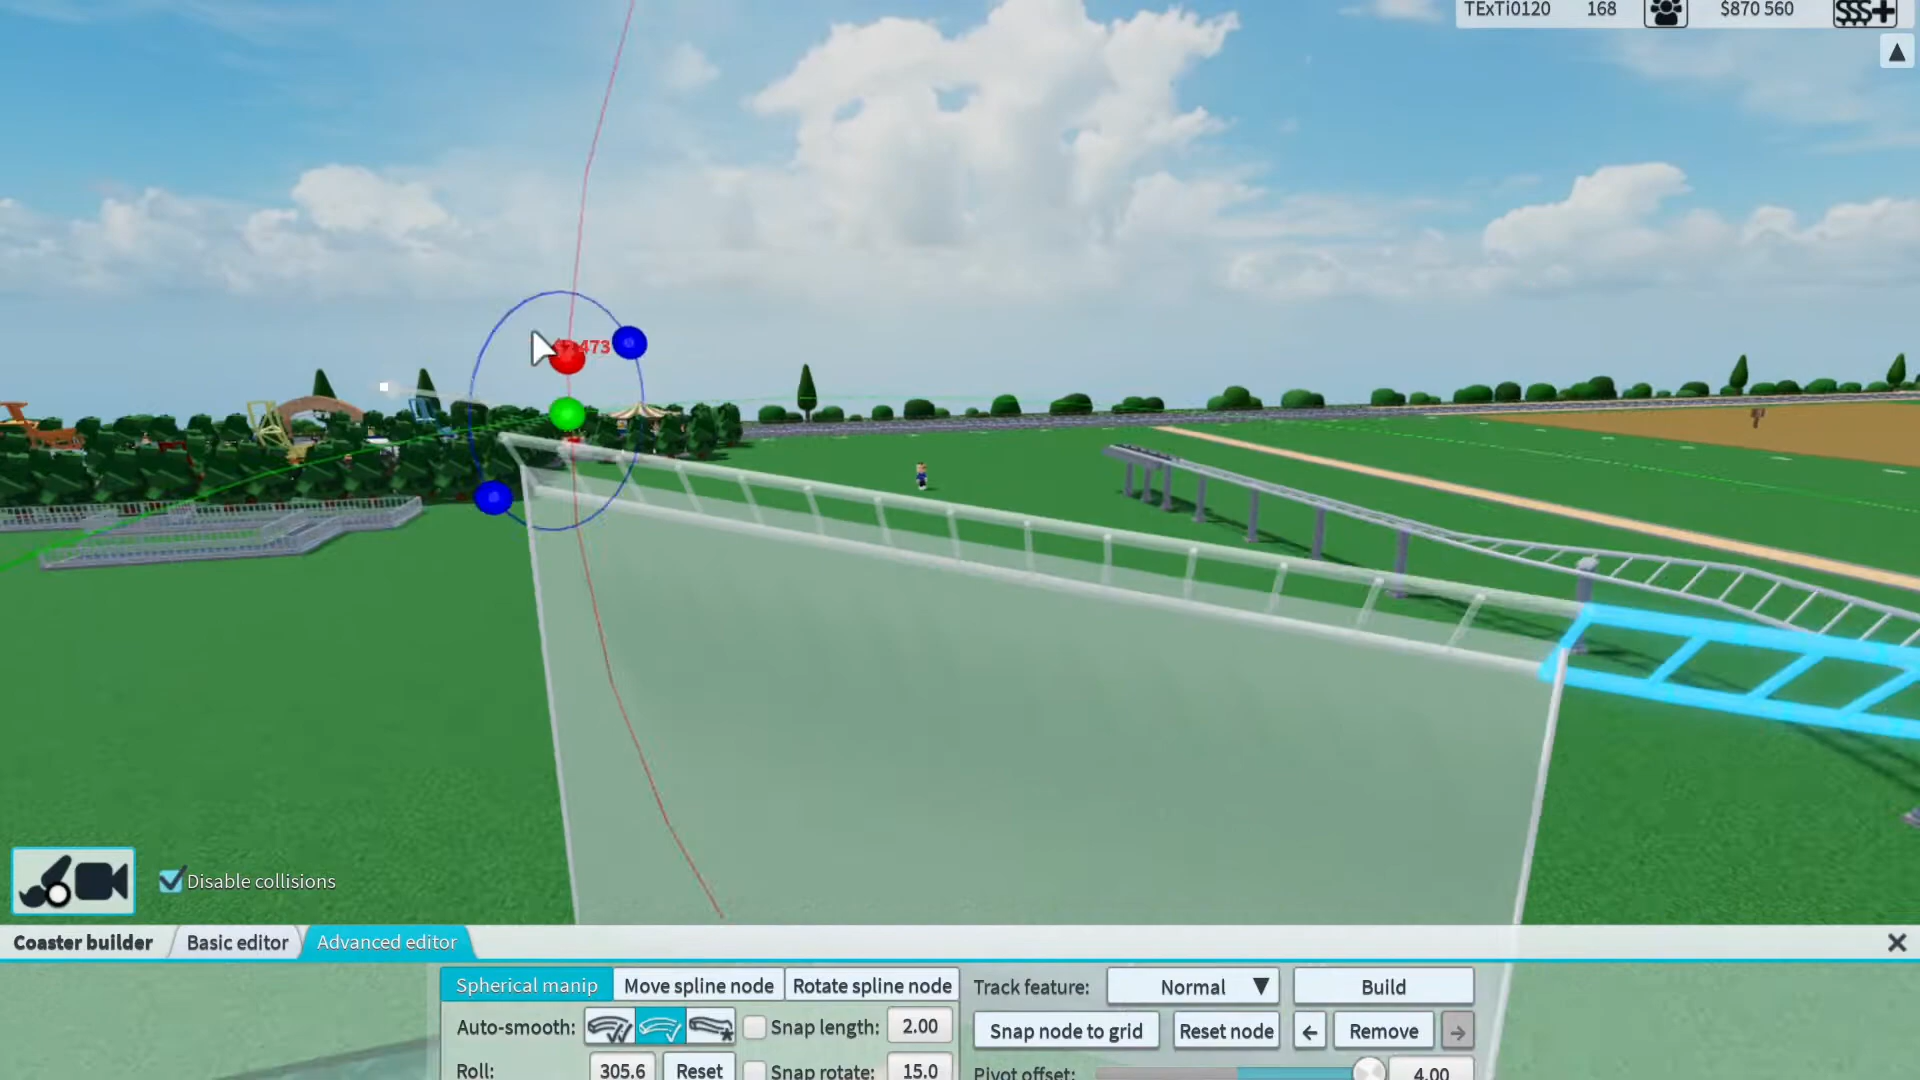 TExTi0120 168 $870 560 $$$+
473
Disable collisions
Coaster builder Basic editor Advanced editor
Spherical manip Move spline node Rotate spline node Track feature: Normal Build
Auto-smooth: Snap length: 2.00 Snap node to grid Reset node Remove
Roll: 305.6 Reset Snap rotate: 15.0 Pivot offset: 4.00